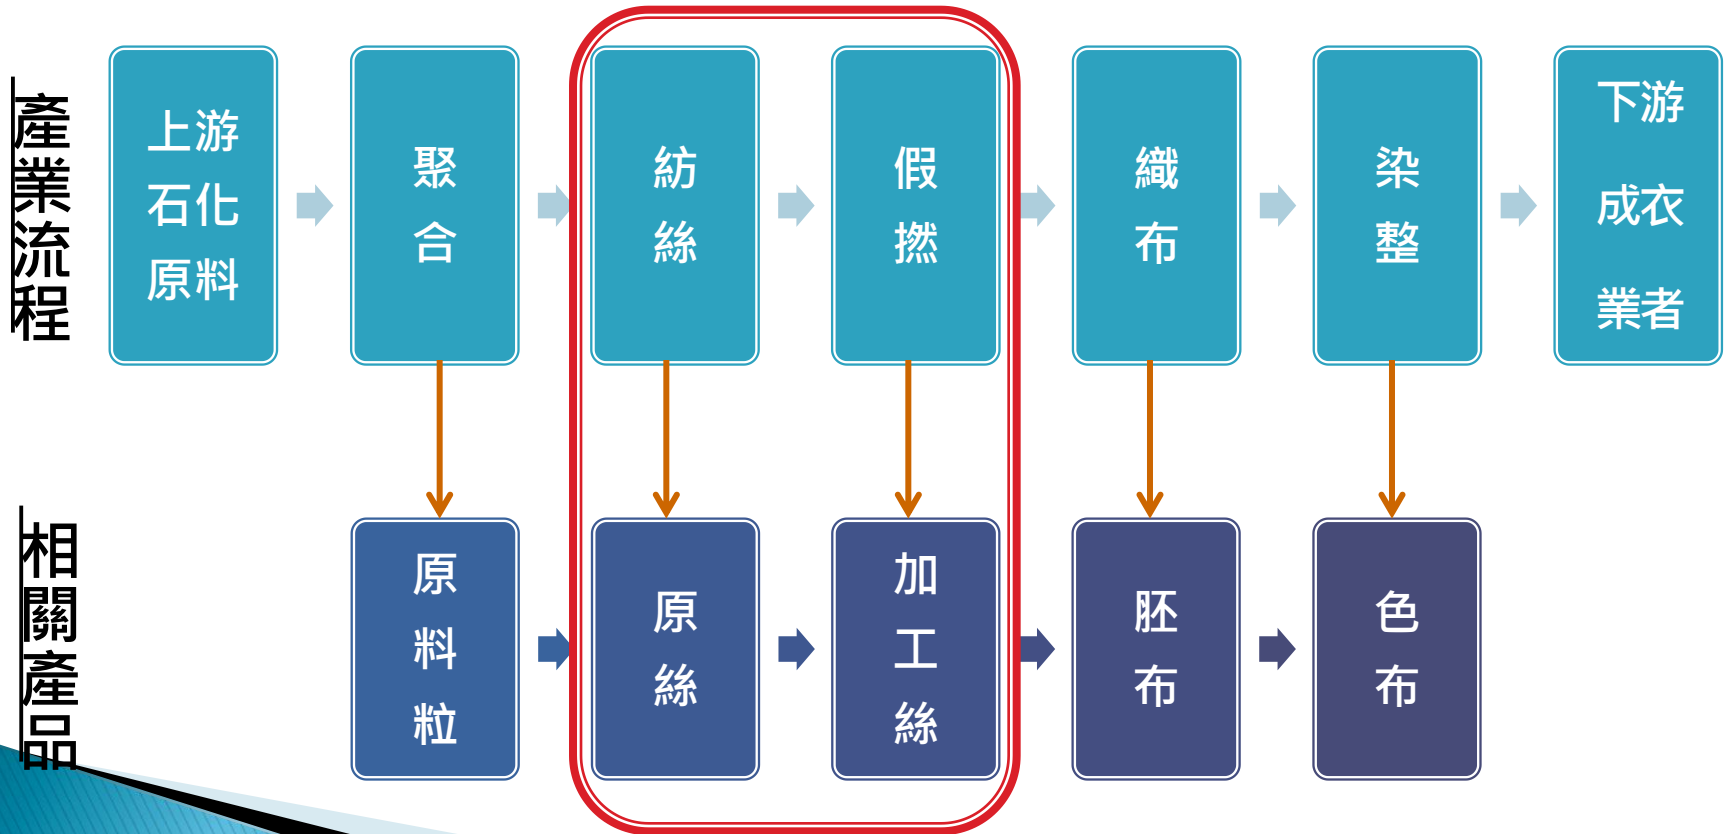 產業流程
上游
石化
原料
聚
合
紡
絲
假
撚
織
布
染
整
下游
成衣
業者
相關產品
原
料
粒
原
絲
加
工
絲
胚
布
色
布